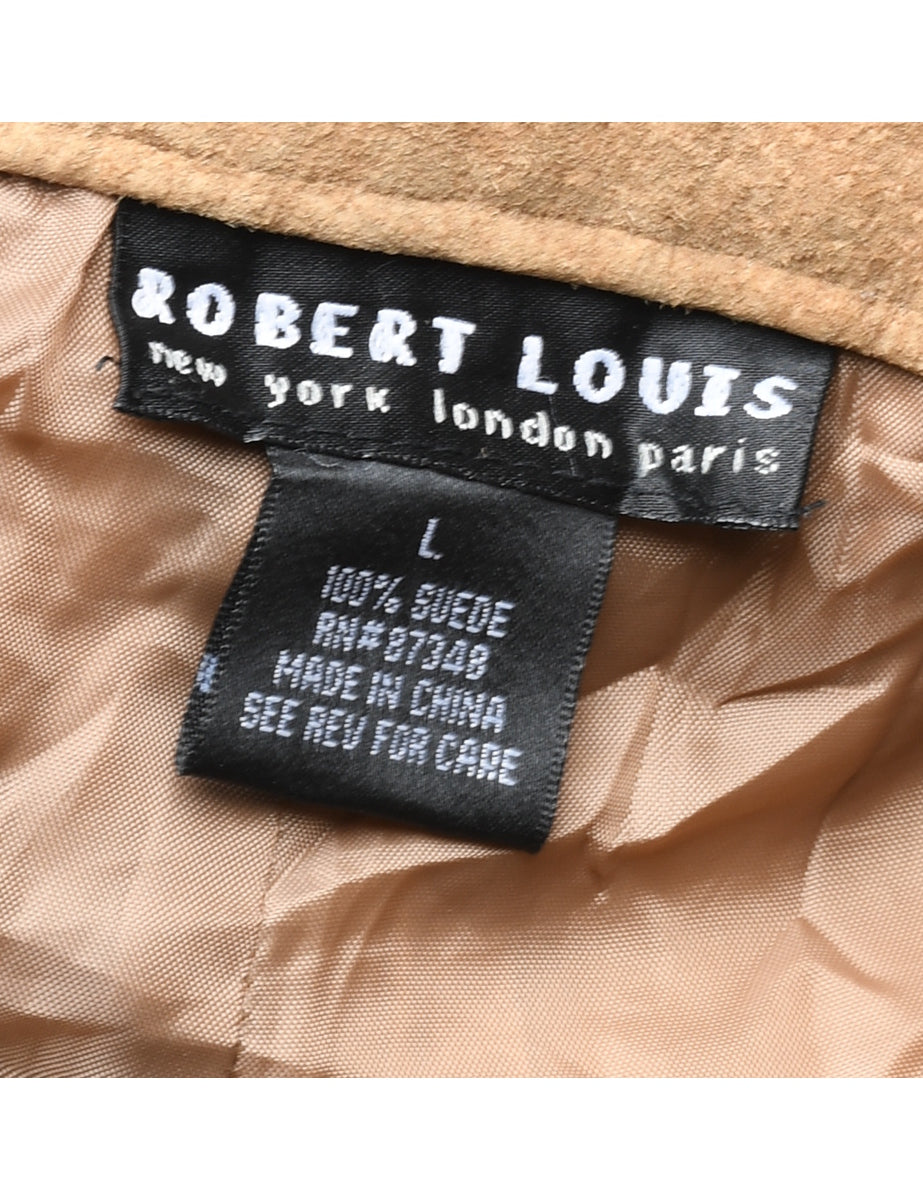 ROBERT LOUIS
new york london paris
L
100% SUEDE
RN#87348
MADE IN CHINA
SEE REV FOR CARE